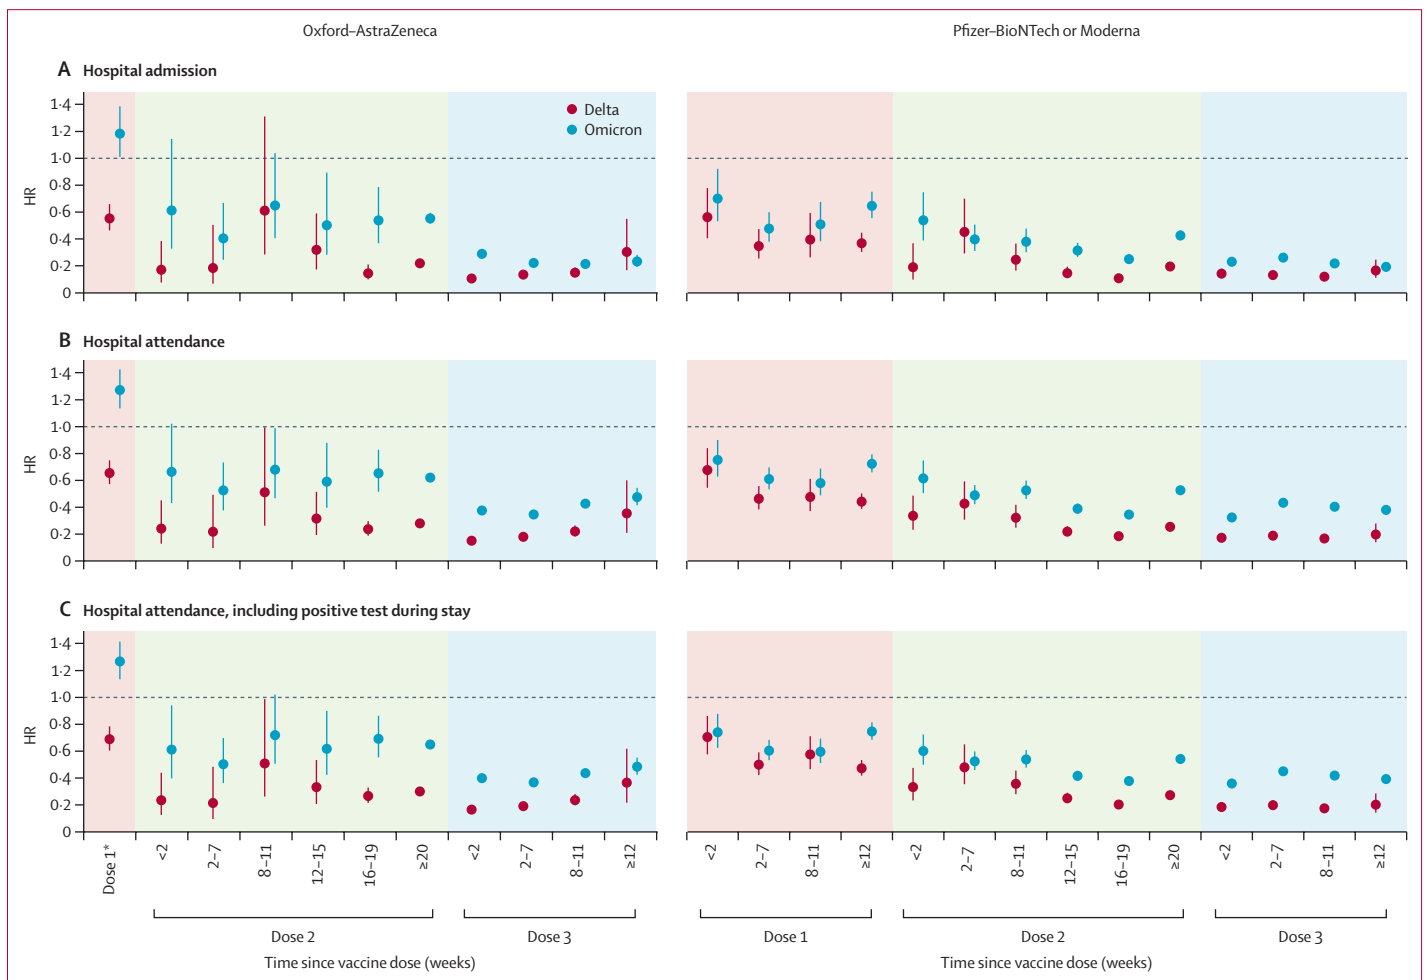 Oxford–AstraZeneca
Pfizer–BioNTech or Moderna
A Hospital admission
HR
1·4
1·2
1·0
0·8
0·6
0·4
0·2
0
Delta
Omicron
B Hospital attendance
HR
1·4
1·2
1·0
0·8
0·6
0·4
0·2
0
C Hospital attendance, including positive test during stay
HR
1·4
1·2
1·0
0·8
0·6
0·4
0·2
0
Dose 1*
<2
2–7
8–11
12–15
16–19
≥20
<2
2–7
8–11
≥12
<2
2–7
8–11
≥12
<2
2–7
8–11
12–15
16–19
≥20
<2
2–7
8–11
≥12
Dose 2
Dose 3
Dose 1
Dose 2
Dose 3
Time since vaccine dose (weeks)
Time since vaccine dose (weeks)